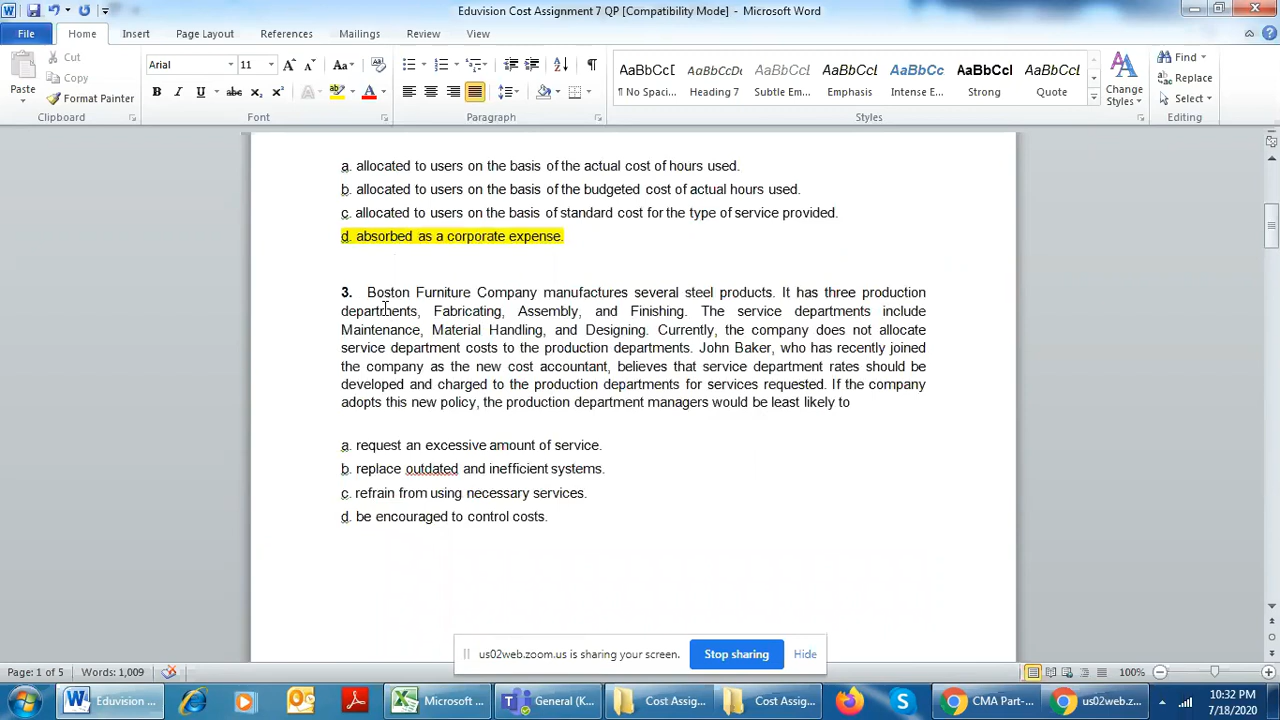 Eduvision Cost Assignment 7 QP [Compatibility Mode] - Microsoft Word
File Home Insert Page Layout References Mailings Review View
Cut
Copy
Paste
Format Painter
Clipboard
Arial 11
Font
Paragraph
AaBbCcD AaBbCcDc AaBbCcD AaBbCcD AaBbCc AaBbCcD AaBbCcD
¶ No Spaci... Heading 7 Subtle Em... Emphasis Intense E... Strong Quote
Styles
Change
Styles
Find
Replace
Select
Editing
a. allocated to users on the basis of the actual cost of hours used.
b. allocated to users on the basis of the budgeted cost of actual hours used.
c. allocated to users on the basis of standard cost for the type of service provided.
d. absorbed as a corporate expense.
3. Boston Furniture Company manufactures several steel products. It has three production
departments, Fabricating, Assembly, and Finishing. The service departments include
Maintenance, Material Handling, and Designing. Currently, the company does not allocate
service department costs to the production departments. John Baker, who has recently joined
the company as the new cost accountant, believes that service department rates should be
developed and charged to the production departments for services requested. If the company
adopts this new policy, the production department managers would be least likely to
a. request an excessive amount of service.
b. replace outdated and inefficient systems.
c. refrain from using necessary services.
d. be encouraged to control costs.
us02web.zoom.us is sharing your screen. Stop sharing Hide
Page: 1 of 5 Words: 1,009 100%
Eduvision ... Microsoft ... General (K... Cost Assig... Cost Assig... CMA Part-... us02web.z...
10:32 PM
7/18/2020